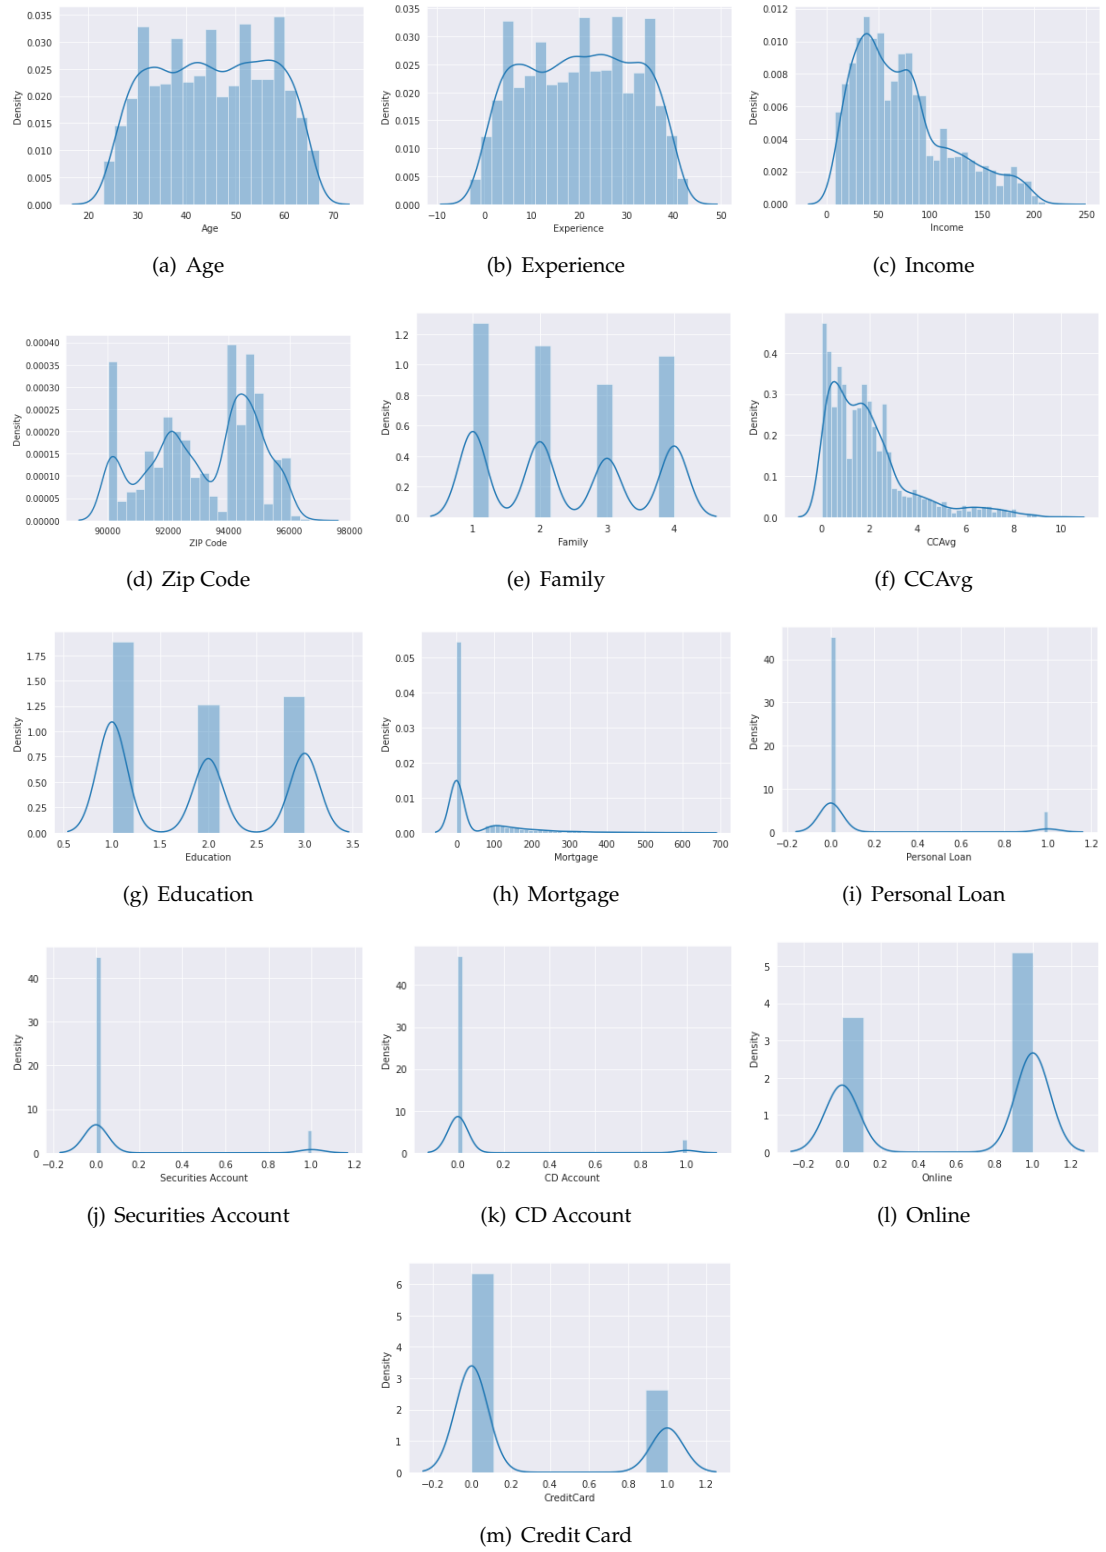 0.035
0.030
0.025
0.020
0.015
0.010
0.005
0.000
Density
20 30 40 50 60 70
Age
(a) Age
0.035
0.030
0.025
0.020
0.015
0.010
0.005
0.000
Density
−10 0 10 20 30 40 50
Experience
(b) Experience
0.012
0.010
0.008
0.006
0.004
0.002
0.000
Density
0 50 100 150 200 250
Income
(c) Income
0.00040
0.00035
0.00030
0.00025
0.00020
0.00015
0.00010
0.00005
0.00000
Density
90000 92000 94000 96000 98000
ZIP Code
(d) Zip Code
1.2
1.0
0.8
0.6
0.4
0.2
0.0
Density
1 2 3 4
Family
(e) Family
0.4
0.3
0.2
0.1
0.0
Density
0 2 4 6 8 10
CCAvg
(f) CCAvg
1.75
1.50
1.25
1.00
0.75
0.50
0.25
0.00
Density
0.5 1.0 1.5 2.0 2.5 3.0 3.5
Education
(g) Education
0.05
0.04
0.03
0.02
0.01
0.00
Density
0 100 200 300 400 500 600 700
Mortgage
(h) Mortgage
40
30
20
10
0
Density
−0.2 0.0 0.2 0.4 0.6 0.8 1.0 1.2
Personal Loan
(i) Personal Loan
40
30
20
10
0
Density
−0.2 0.0 0.2 0.4 0.6 0.8 1.0 1.2
Securities Account
(j) Securities Account
40
30
20
10
0
Density
0.0 0.2 0.4 0.6 0.8 1.0
CD Account
(k) CD Account
5
4
3
2
1
0
Density
−0.2 0.0 0.2 0.4 0.6 0.8 1.0 1.2
Online
(l) Online
6
5
4
3
2
1
0
Density
−0.2 0.0 0.2 0.4 0.6 0.8 1.0 1.2
CreditCard
(m) Credit Card